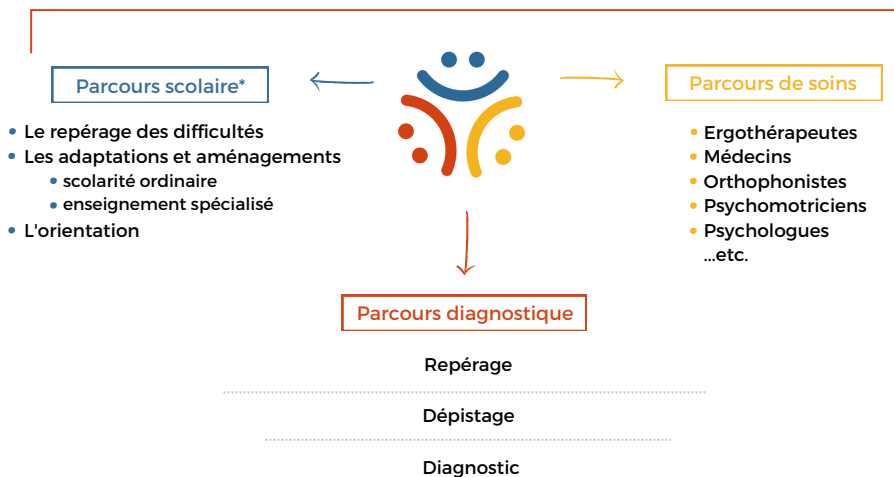 Parcours scolaire*
Le repérage des difficultés
Les adaptations et aménagements
scolarité ordinaire
enseignement spécialisé
L'orientation
Parcours de soins
Ergothérapeutes
Médecins
Orthophonistes
Psychomotriciens
Psychologues
...etc.
Parcours diagnostique
Repérage
Dépistage
Diagnostic